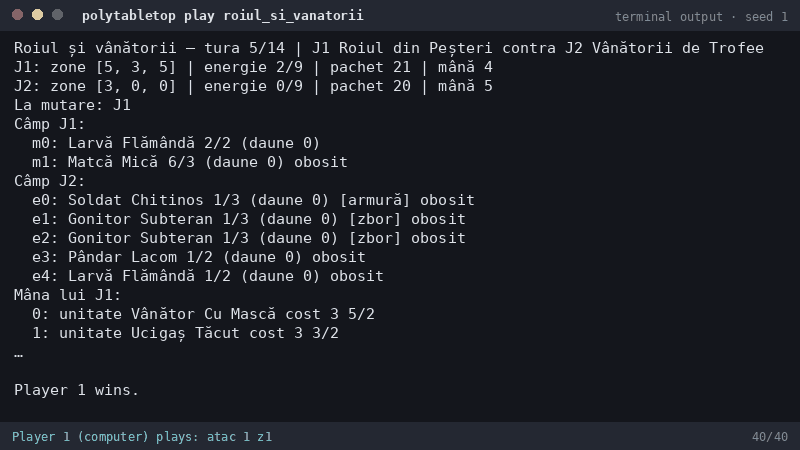 polytabletop play roiul_si_vanatorii
terminal output · seed 1
Roiul și vânătorii — tura 5/14 | J1 Roiul din Peșteri contra J2 Vânătorii de Trofee
J1: zone [5, 3, 5] | energie 2/9 | pachet 21 | mână 4
J2: zone [3, 0, 0] | energie 0/9 | pachet 20 | mână 5
La mutare: J1
Câmp J1:
m0: Larvă Flămândă 2/2 (daune 0)
m1: Matcă Mică 6/3 (daune 0) obosit
Câmp J2:
e0: Soldat Chitinos 1/3 (daune 0) [armură] obosit
e1: Gonitor Subteran 1/3 (daune 0) [zbor] obosit
e2: Gonitor Subteran 1/3 (daune 0) [zbor] obosit
e3: Pândar Lacom 1/2 (daune 0) obosit
e4: Larvă Flămândă 1/2 (daune 0) obosit
Mâna lui J1:
0: unitate Vânător Cu Mască cost 3 5/2
1: unitate Ucigaș Tăcut cost 3 3/2
…
Player 1 wins.
Player 1 (computer) plays: atac 1 z1
40/40